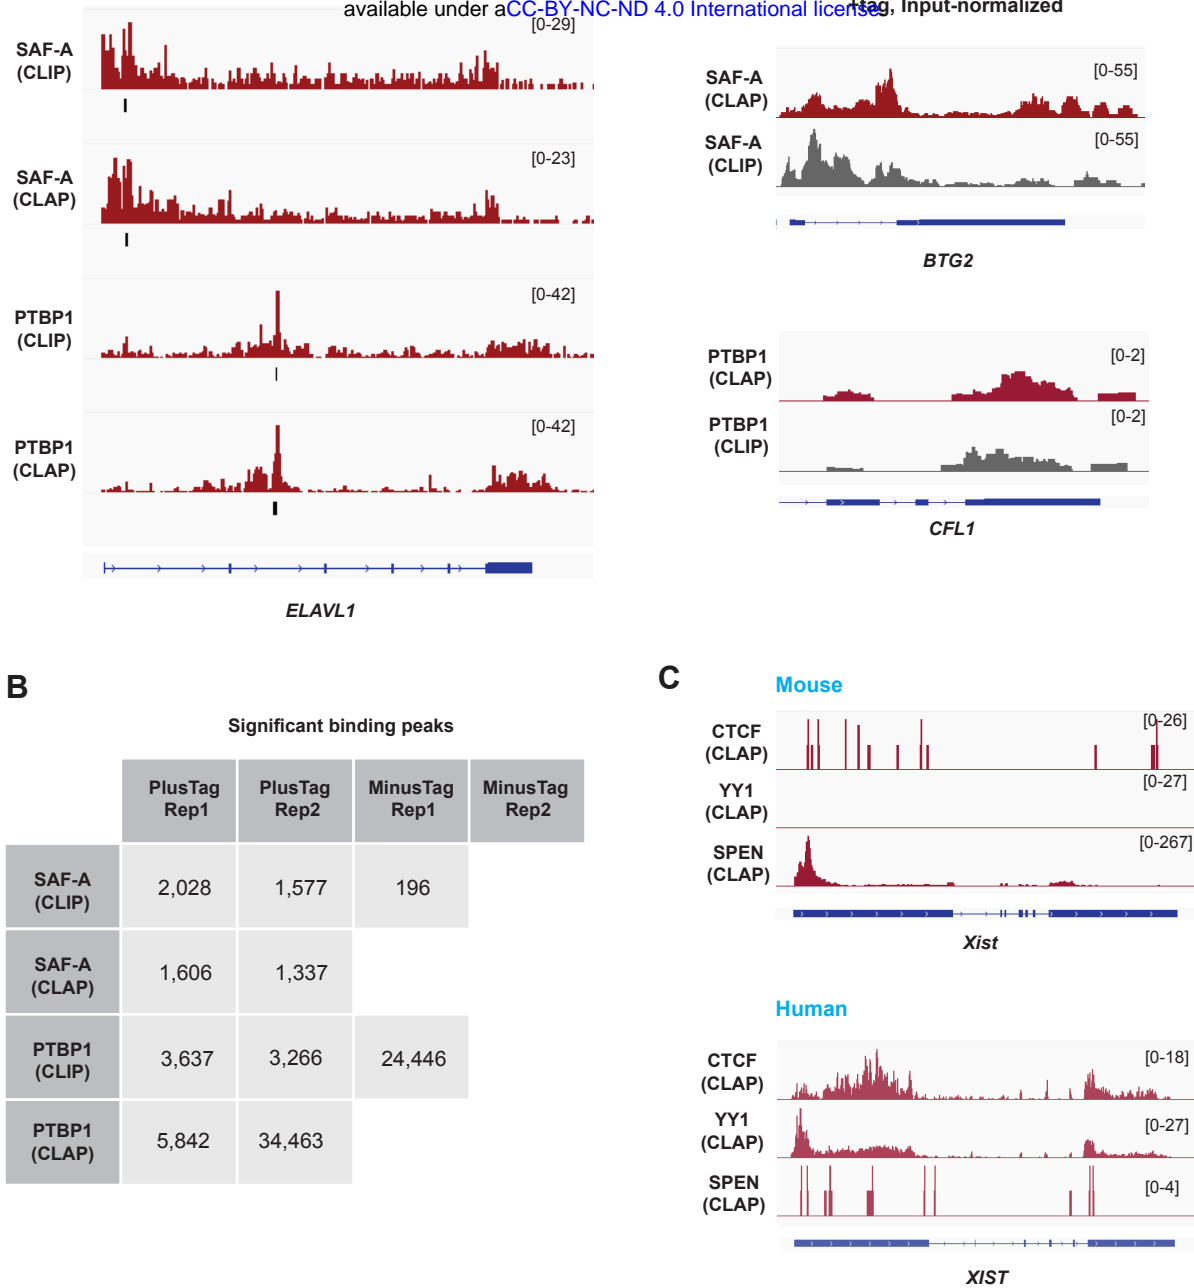 available under aCC-BY-NC-ND 4.0 International license.
+tag, Input-normalized
SAF-A
(CLIP)
[0-29]
SAF-A
(CLAP)
[0-23]
PTBP1
(CLIP)
[0-42]
PTBP1
(CLAP)
[0-42]
ELAVL1
SAF-A
(CLAP)
[0-55]
SAF-A
(CLIP)
[0-55]
BTG2
PTBP1
(CLAP)
[0-2]
PTBP1
(CLIP)
[0-2]
CFL1
B
Significant binding peaks
PlusTag
Rep1
PlusTag
Rep2
MinusTag
Rep1
MinusTag
Rep2
SAF-A
(CLIP)
2,028
1,577
196
SAF-A
(CLAP)
1,606
1,337
PTBP1
(CLIP)
3,637
3,266
24,446
PTBP1
(CLAP)
5,842
34,463
C
Mouse
CTCF
(CLAP)
[0-26]
YY1
(CLAP)
[0-27]
SPEN
(CLAP)
[0-267]
Xist
Human
CTCF
(CLAP)
[0-18]
YY1
(CLAP)
[0-27]
SPEN
(CLAP)
[0-4]
XIST